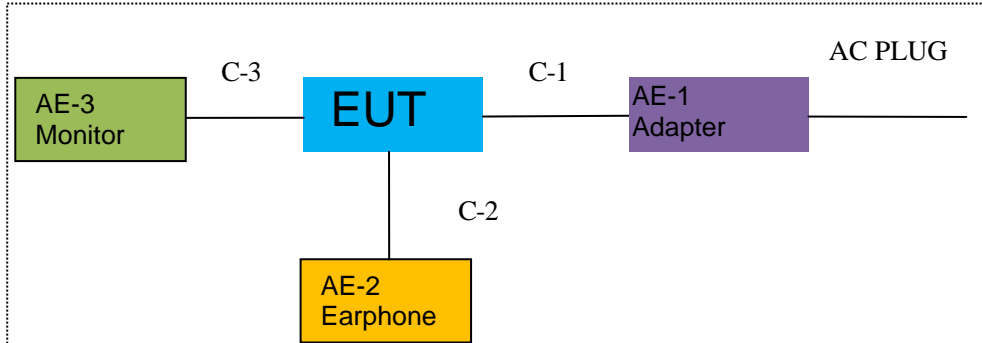 AC PLUG
C-3
C-1
AE-3
Monitor
EUT
AE-1
Adapter
C-2
AE-2
Earphone